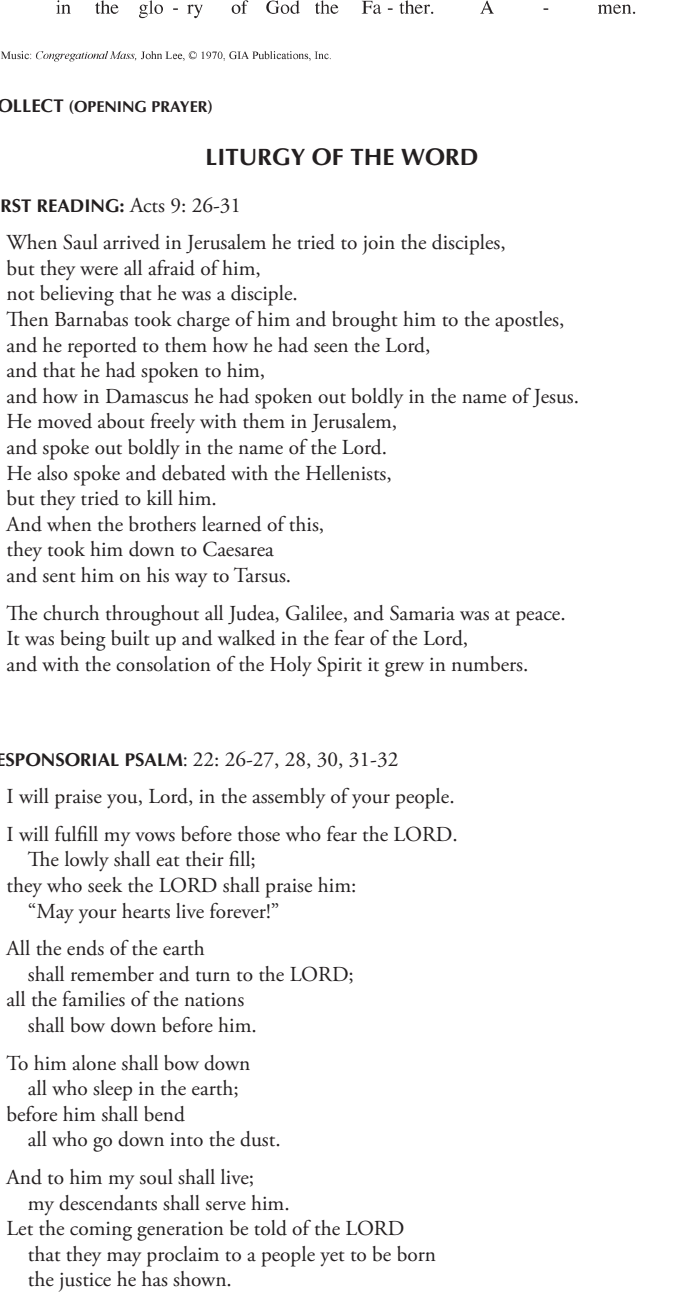 in the glo - ry of God the Fa - ther. A - men.
Music: Congregational Mass, John Lee, © 1970, GIA Publications, Inc.
OLLECT (OPENING PRAYER)
LITURGY OF THE WORD
RST READING: Acts 9: 26-31
When Saul arrived in Jerusalem he tried to join the disciples,
but they were all afraid of him,
not believing that he was a disciple.
Then Barnabas took charge of him and brought him to the apostles,
and he reported to them how he had seen the Lord,
and that he had spoken to him,
and how in Damascus he had spoken out boldly in the name of Jesus.
He moved about freely with them in Jerusalem,
and spoke out boldly in the name of the Lord.
He also spoke and debated with the Hellenists,
but they tried to kill him.
And when the brothers learned of this,
they took him down to Caesarea
and sent him on his way to Tarsus.
The church throughout all Judea, Galilee, and Samaria was at peace.
It was being built up and walked in the fear of the Lord,
and with the consolation of the Holy Spirit it grew in numbers.
ESPONSORIAL PSALM: 22: 26-27, 28, 30, 31-32
I will praise you, Lord, in the assembly of your people.
I will fulfill my vows before those who fear the LORD.
The lowly shall eat their fill;
they who seek the LORD shall praise him:
“May your hearts live forever!”
All the ends of the earth
shall remember and turn to the LORD;
all the families of the nations
shall bow down before him.
To him alone shall bow down
all who sleep in the earth;
before him shall bend
all who go down into the dust.
And to him my soul shall live;
my descendants shall serve him.
Let the coming generation be told of the LORD
that they may proclaim to a people yet to be born
the justice he has shown.